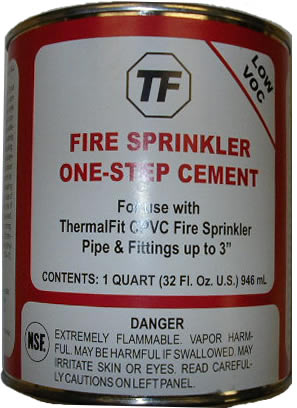 TF
LOW
VOC
FIRE SPRINKLER
ONE-STEP CEMENT
For use with
ThermalFit CPVC Fire Sprinkler
Pipe & Fittings up to 3"
CONTENTS: 1 QUART (32 Fl. Oz. U.S.) 946 mL
DANGER
NSF.
EXTREMELY FLAMMABLE. VAPOR HARM-
FUL. MAY BE HARMFUL IF SWALLOWED. MAY
IRRITATE SKIN OR EYES. READ CAREFUL-
LY CAUTIONS ON LEFT PANEL.